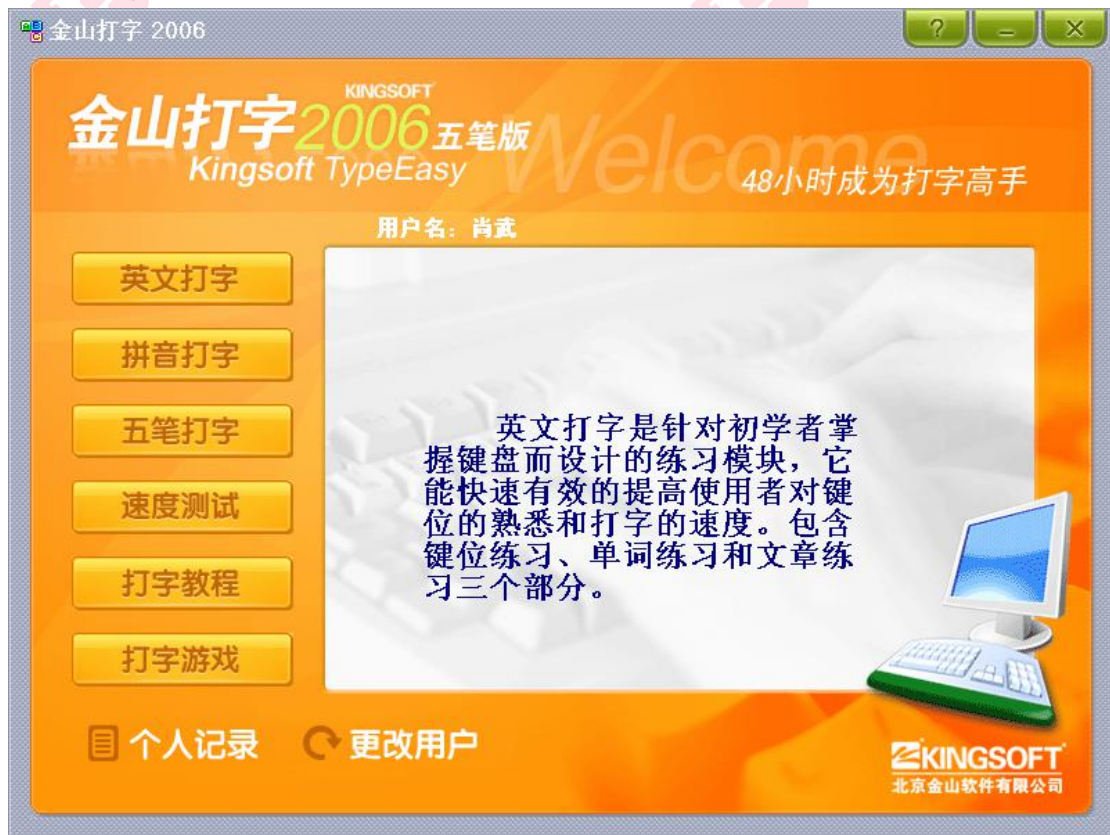 金山打字 2006
KINGSOFT
金山打字2006五笔版
Kingsoft TypeEasy
Welcome
48小时成为打字高手
用户名：尚武
英文打字
拼音打字
五笔打字
速度测试
打字教程
打字游戏
英文打字是针对初学者掌
握键盘而设计的练习模块，它
能快速有效的提高使用者对键
位的熟悉和打字的速度。包含
键位练习、单词练习和文章练
习三个部分。
个人记录
更改用户
KINGSOFT
北京金山软件有限公司